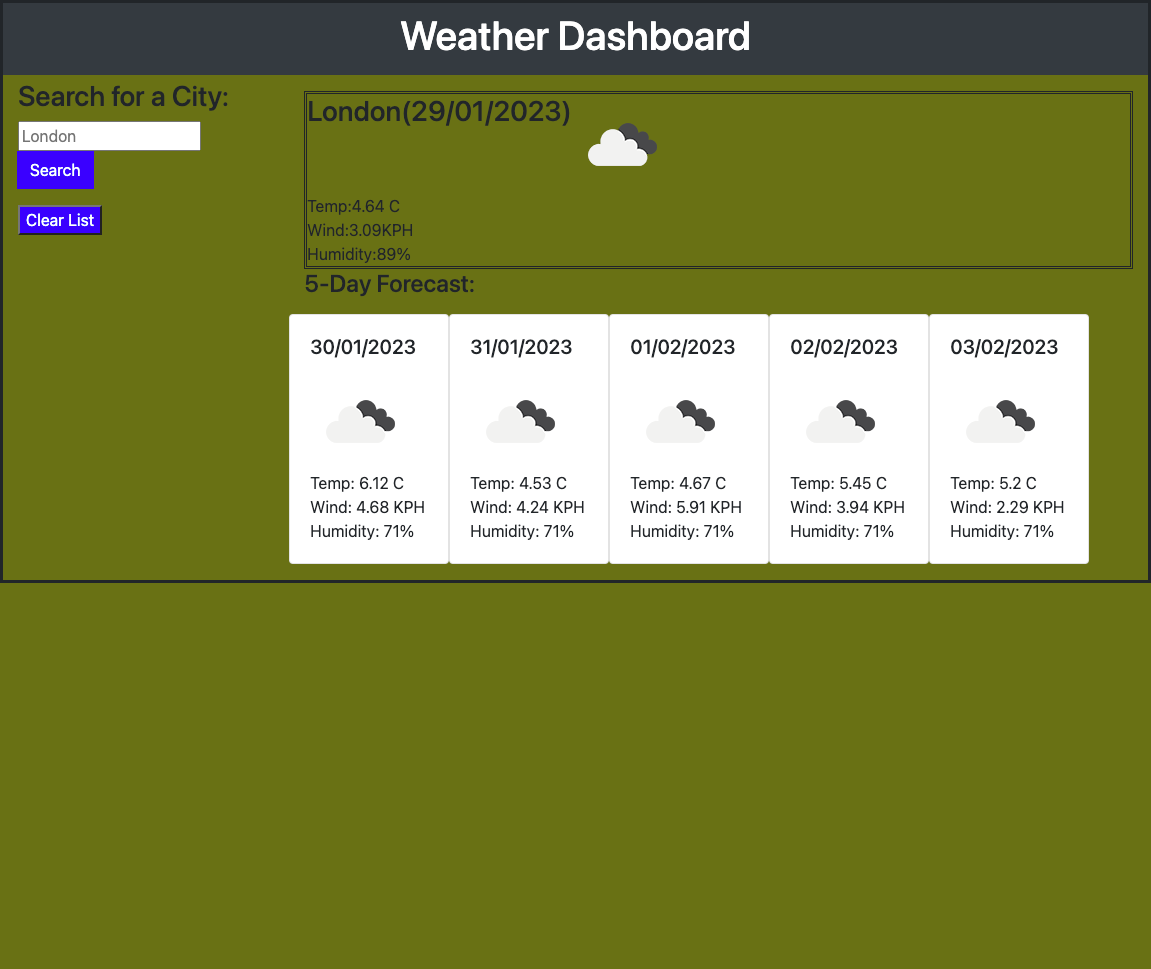 Weather Dashboard
Search for a City:
London
Search
Clear List
London(29/01/2023)
Temp:4.64 C
Wind:3.09KPH
Humidity:89%
5-Day Forecast:
30/01/2023
Temp: 6.12 C
Wind: 4.68 KPH
Humidity: 71%
31/01/2023
Temp: 4.53 C
Wind: 4.24 KPH
Humidity: 71%
01/02/2023
Temp: 4.67 C
Wind: 5.91 KPH
Humidity: 71%
02/02/2023
Temp: 5.45 C
Wind: 3.94 KPH
Humidity: 71%
03/02/2023
Temp: 5.2 C
Wind: 2.29 KPH
Humidity: 71%